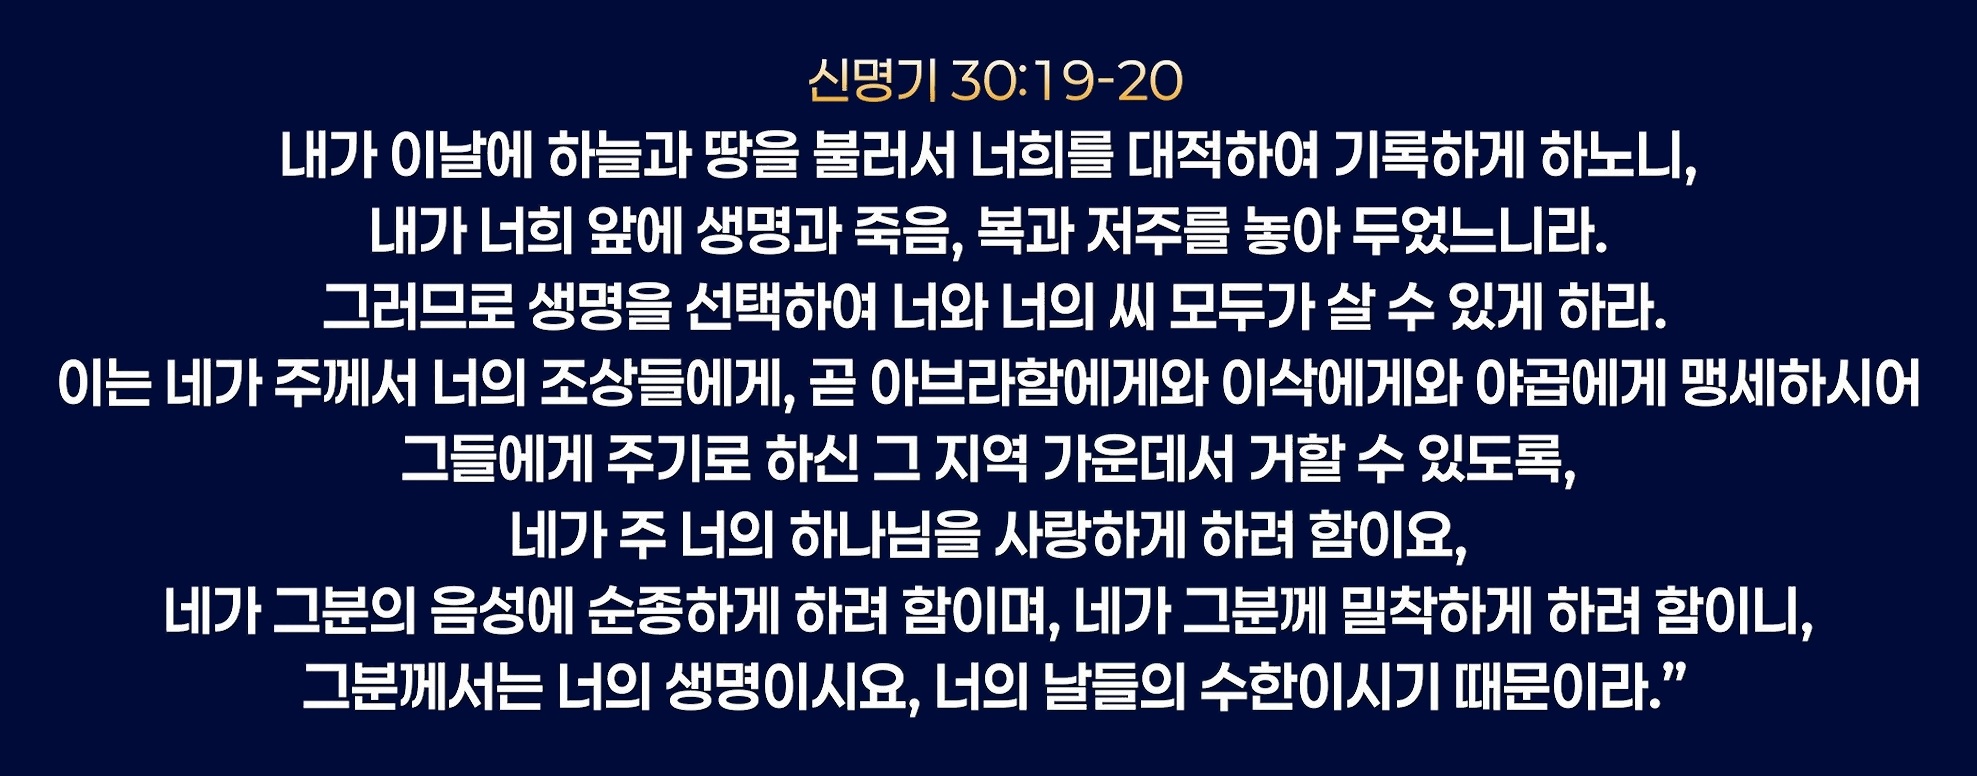 신명기 30:19-20
내가 이날에 하늘과 땅을 불러서 너희를 대적하여 기록하게 하노니,
내가 너희 앞에 생명과 죽음, 복과 저주를 놓아 두었느니라.
그러므로 생명을 선택하여 너와 너의 씨 모두가 살 수 있게 하라.
이는 네가 주께서 너의 조상들에게, 곧 아브라함에게와 이삭에게와 야곱에게 맹세하시어
그들에게 주기로 하신 그 지역 가운데서 거할 수 있도록,
네가 주 너의 하나님을 사랑하게 하려 함이요,
네가 그분의 음성에 순종하게 하려 함이며, 네가 그분께 밀착하게 하려 함이니,
그분께서는 너의 생명이시요, 너의 날들의 수한이시기 때문이라.”